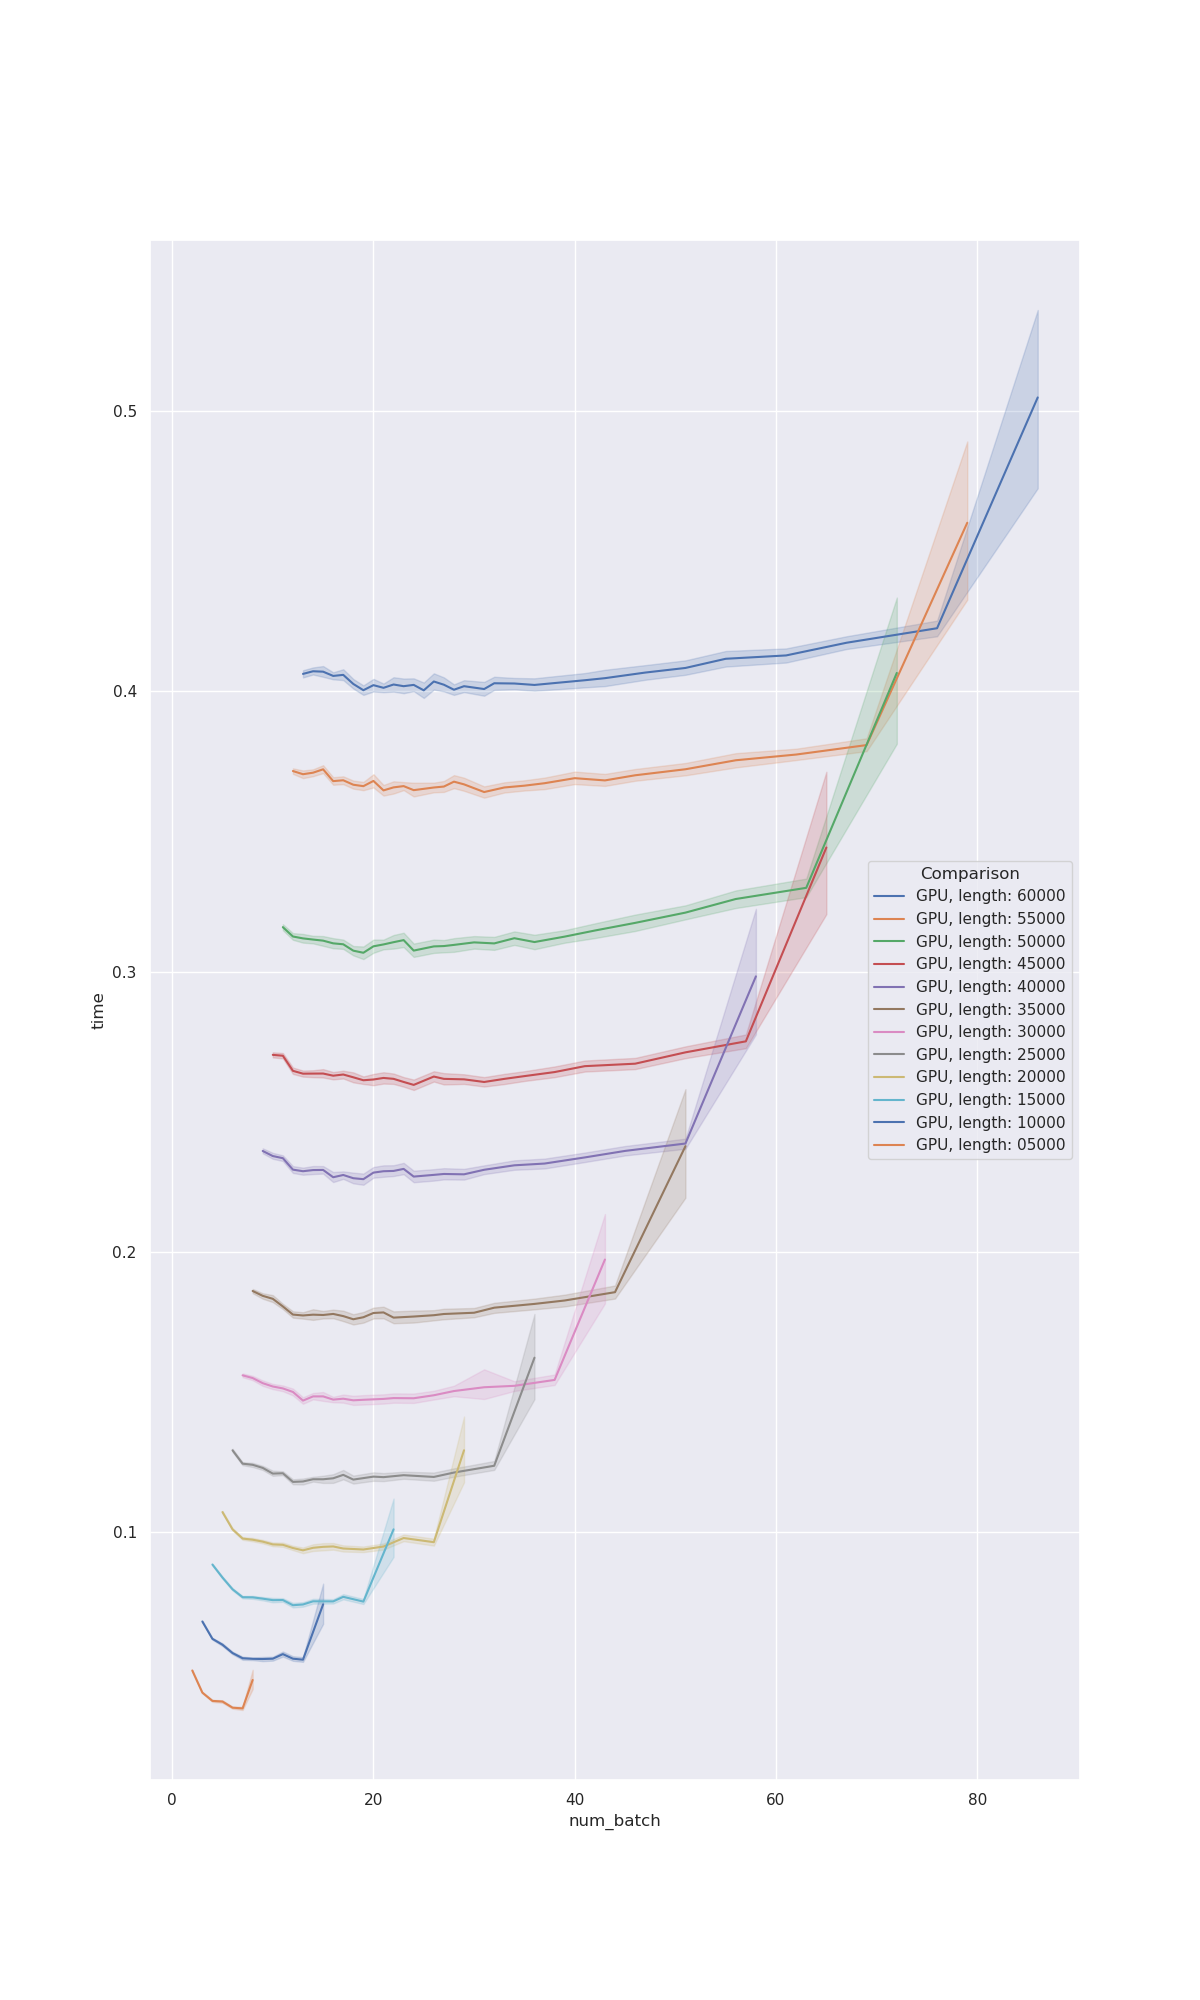 0.5
0.4
0.3
0.2
0.1
time
0
20
40
60
80
num_batch
Comparison
GPU, length: 60000
GPU, length: 55000
GPU, length: 50000
GPU, length: 45000
GPU, length: 40000
GPU, length: 35000
GPU, length: 30000
GPU, length: 25000
GPU, length: 20000
GPU, length: 15000
GPU, length: 10000
GPU, length: 05000